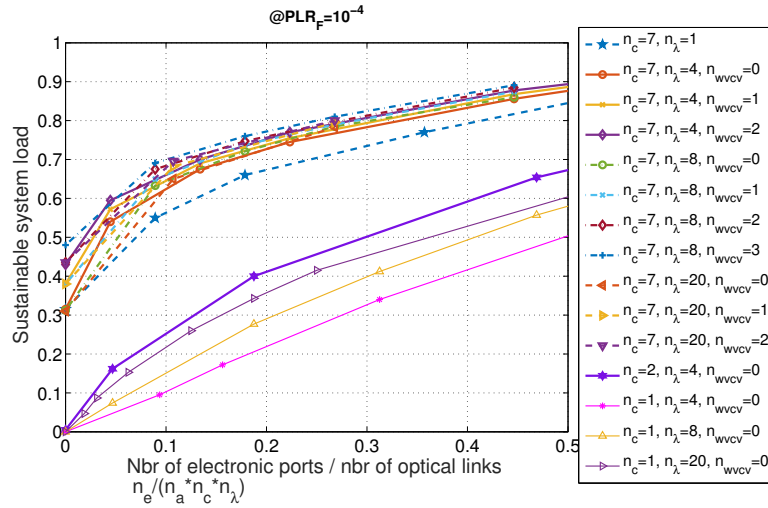 @PLR_F=10^-4
1
0.9
0.8
0.7
0.6
0.5
0.4
0.3
0.2
0.1
0
0 0.1 0.2 0.3 0.4 0.5
Sustainable system load
Nbr of electronic ports / nbr of optical links
n_e/(n_a*n_c*n_λ)
n_c=7, n_λ=1
n_c=7, n_λ=4, n_wvcv=0
n_c=7, n_λ=4, n_wvcv=1
n_c=7, n_λ=4, n_wvcv=2
n_c=7, n_λ=8, n_wvcv=0
n_c=7, n_λ=8, n_wvcv=1
n_c=7, n_λ=8, n_wvcv=2
n_c=7, n_λ=8, n_wvcv=3
n_c=7, n_λ=20, n_wvcv=0
n_c=7, n_λ=20, n_wvcv=1
n_c=7, n_λ=20, n_wvcv=2
n_c=2, n_λ=4, n_wvcv=0
n_c=1, n_λ=4, n_wvcv=0
n_c=1, n_λ=8, n_wvcv=0
n_c=1, n_λ=20, n_wvcv=0